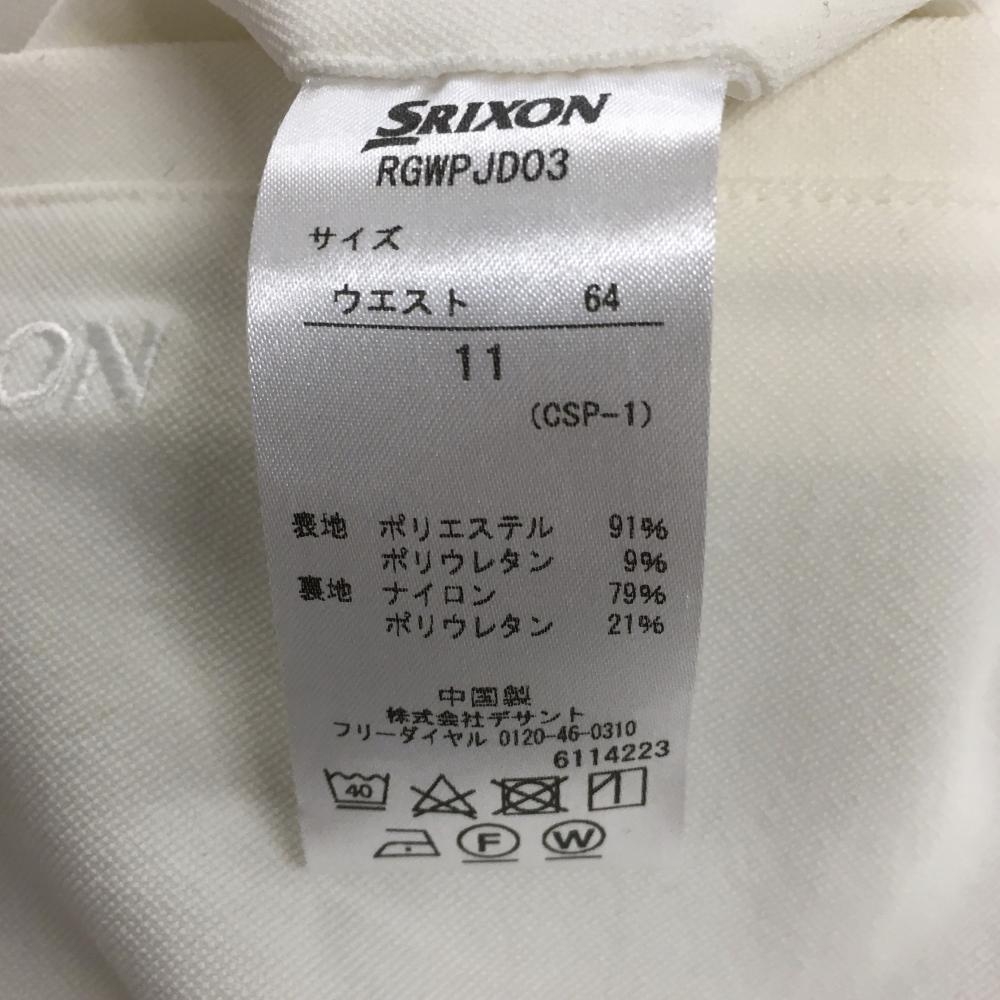 SRIXON
RGWPJD03
サイズ
ウエスト 64
11
(CSP-1)
表地 ポリエステル 91%
ポリウレタン 9%
裏地 ナイロン 79%
ポリウレタン 21%
中国製
株式会社デサント
フリーダイヤル 0120-46-0310
6114223
40
F W
XON